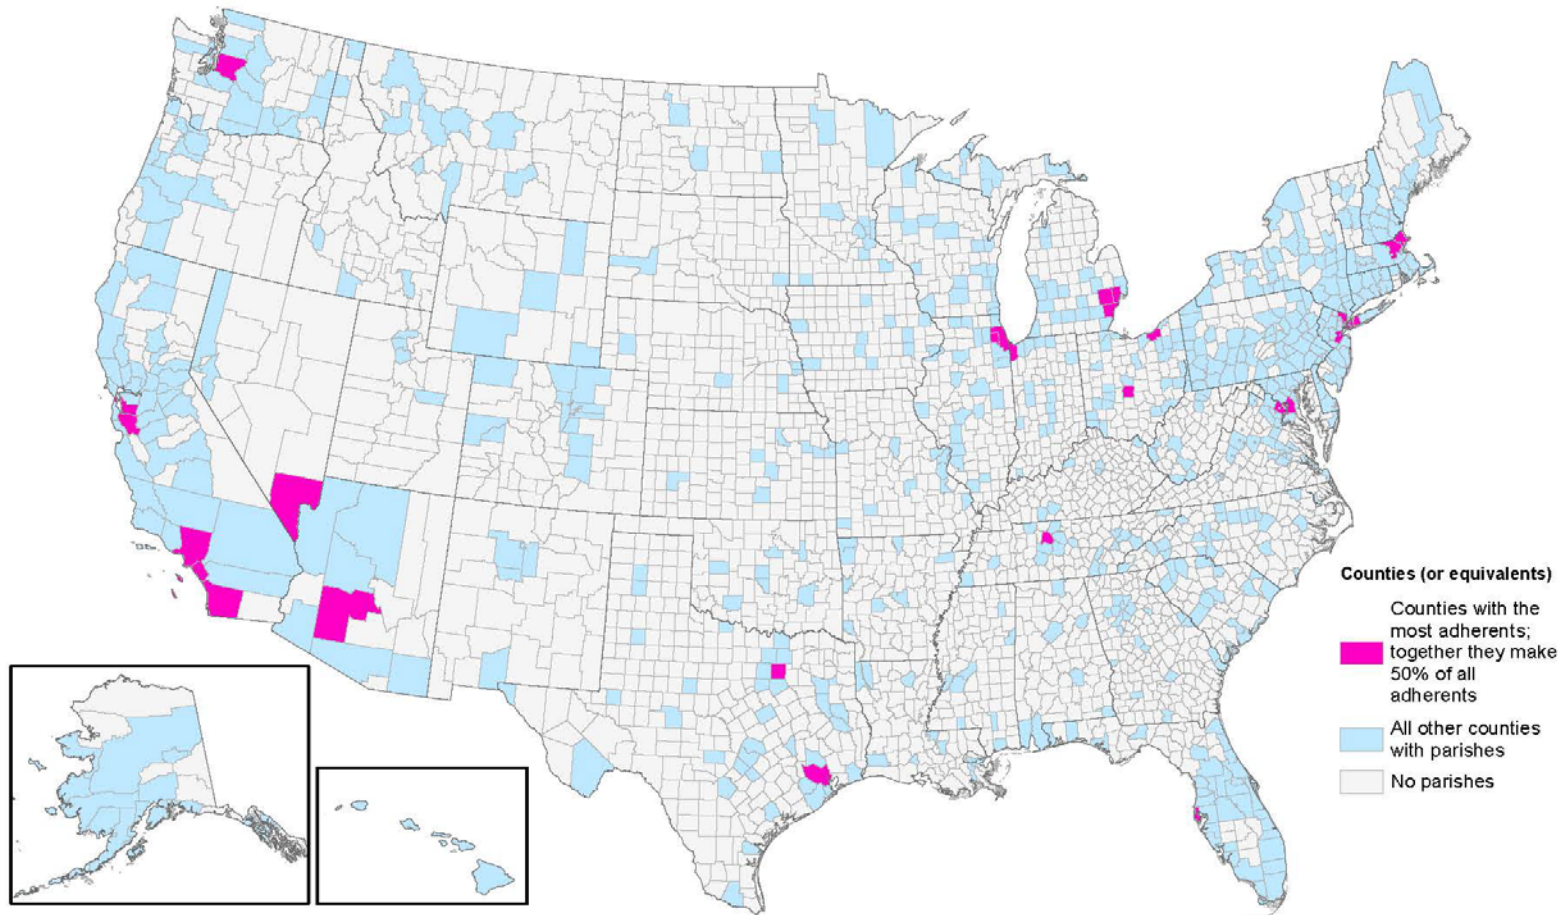 Counties (or equivalents)
Counties with the
most adherents;
together they make
50% of all
adherents
All other counties
with parishes
No parishes